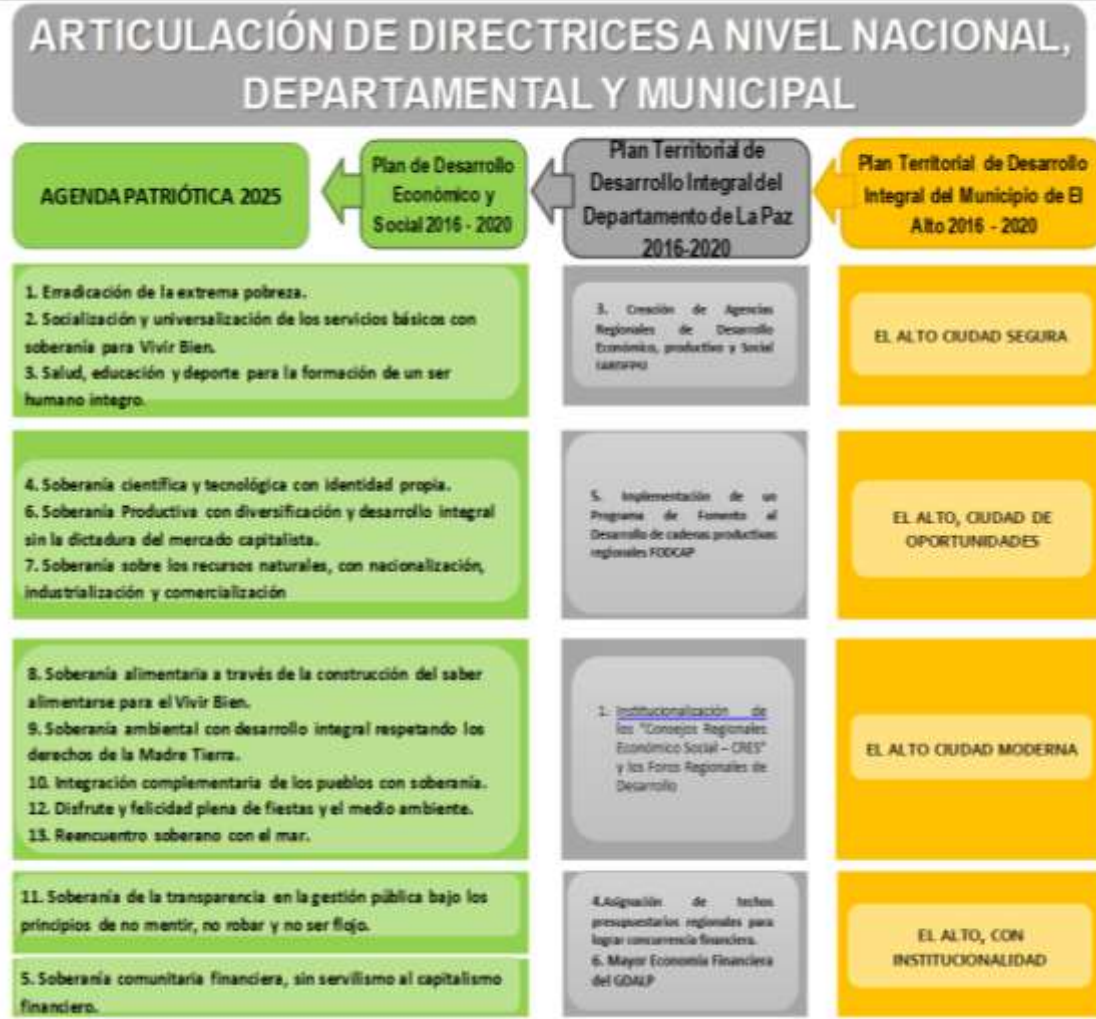 ARTICULACIÓN DE DIRECTRICES A NIVEL NACIONAL,
DEPARTAMENTAL Y MUNICIPAL
AGENDA PATRIÓTICA 2025
Plan de Desarrollo
Económico y
Social 2016 - 2020
Plan Territorial de
Desarrollo Integral del
Departamento de La Paz
2016-2020
Plan Territorial de Desarrollo
Integral del Municipio de El
Alto 2016 - 2020
1. Erradicación de la extrema pobreza.
2. Socialización y universalización de los servicios básicos con
soberanía para Vivir Bien.
3. Salud, educación y deporte para la formación de un ser
humano integro.
3. Creación de Agencias
Regionales de Desarrollo
Económico, productivo y Social
EL ALTO CIUDAD SEGURA
4. Soberanía científica y tecnológica con identidad propia.
6. Soberanía Productiva con diversificación y desarrollo integral
sin la dictadura del mercado capitalista.
7. Soberanía sobre los recursos naturales, con nacionalización,
industrialización y comercialización
5. Implementación de un
Programa de Fomento al
Desarrollo de cadenas productivas
regionales FODCAP
EL ALTO, CIUDAD DE
OPORTUNIDADES
8. Soberanía alimentaria a través de la construcción del saber
alimentarse para el Vivir Bien.
9. Soberanía ambiental con desarrollo integral respetando los
derechos de la Madre Tierra.
10. Integración complementaria de los pueblos con soberanía.
12. Disfrute y felicidad plena de fiestas y el medio ambiente.
13. Reencuentro soberano con el mar.
1. Institucionalización de
los "Consejos Regionales
Económico Social – CRES"
y los Foros Regionales de
Desarrollo
EL ALTO CIUDAD MODERNA
11. Soberanía de la transparencia en la gestión pública bajo los
principios de no mentir, no robar y no ser flojo.
5. Soberanía comunitaria financiera, sin servilismo al capitalismo
financiero.
4.Asignación de techos
presupuestarios regionales para
lograr concurrencia financiera.
6. Mayor Economía Financiera
del GDALP
EL ALTO, CON
INSTITUCIONALIDAD